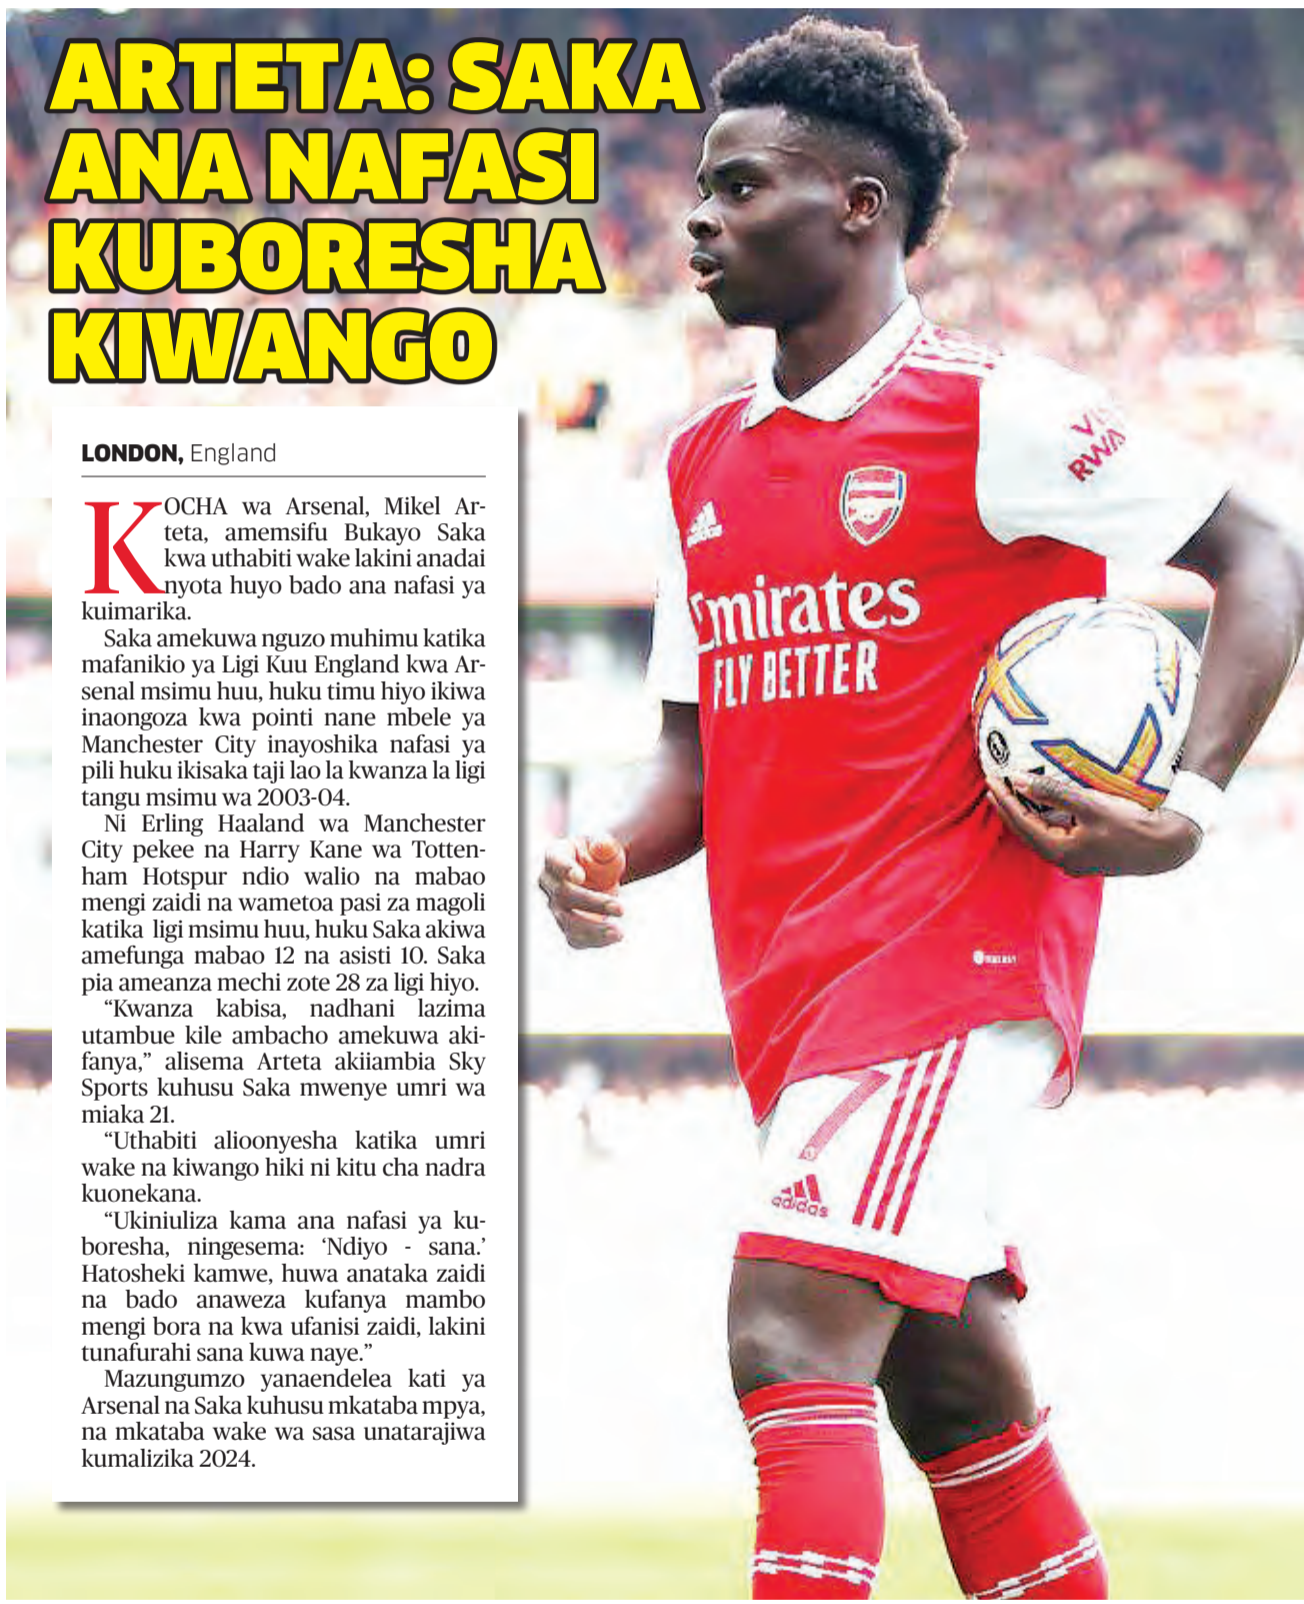 ARTETA: SAKA
ANA NAFASI
KUBORESHA
KIWANGO
LONDON, England
KOCHA wa Arsenal, Mikel Ar-
teta, amemsifu Bukayo Saka
kwa uthabiti wake lakini anadai
nyota huyo bado ana nafasi ya
kuimarika.
Saka amekuwa nguzo muhimu katika
mafanikio ya Ligi Kuu England kwa Ar-
senal msimu huu, huku timu hiyo ikiwa
inaongoza kwa pointi nane mbele ya
Manchester City inayoshika nafasi ya
pili huku ikisaka taji lao la kwanza la ligi
tangu msimu wa 2003-04.
Ni Erling Haaland wa Manchester
City pekee na Harry Kane wa Totten-
ham Hotspur ndio walio na mabao
mengi zaidi na wametoa pasi za magoli
katika ligi msimu huu, huku Saka akiwa
amefunga mabao 12 na asisti 10. Saka
pia ameanza mechi zote 28 za ligi hiyo.
“Kwanza kabisa, nadhani lazima
utambue kile ambacho amekuwa aki-
fanya,” alisema Arteta akiiambia Sky
Sports kuhusu Saka mwenye umri wa
miaka 21.
“Uthabiti alioonyesha katika umri
wake na kiwango hiki ni kitu cha nadra
kuonekana.
“Ukiniuliza kama ana nafasi ya ku-
boresha, ningesema: ‘Ndiyo - sana.’
Hatosheki kamwe, huwa anataka zaidi
na bado anaweza kufanya mambo
mengi bora na kwa ufanisi zaidi, lakini
tunafurahi sana kuwa naye.”
Mazungumzo yanaendelea kati ya
Arsenal na Saka kuhusu mkataba mpya,
na mkataba wake wa sasa unatarajiwa
kumalizika 2024.
Arsenal
Emirates
FLY BETTER
7
adidas